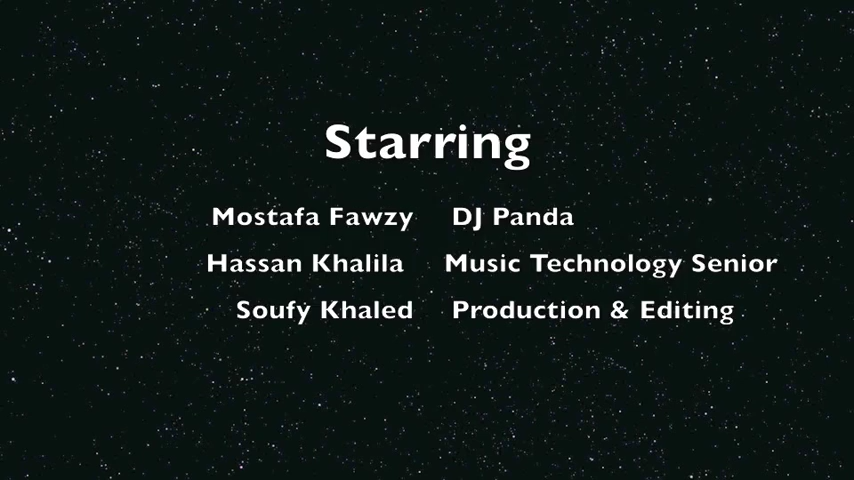 Starring
Mostafa Fawzy DJ Panda
Hassan Khalila Music Technology Senior
Soufy Khaled Production & Editing